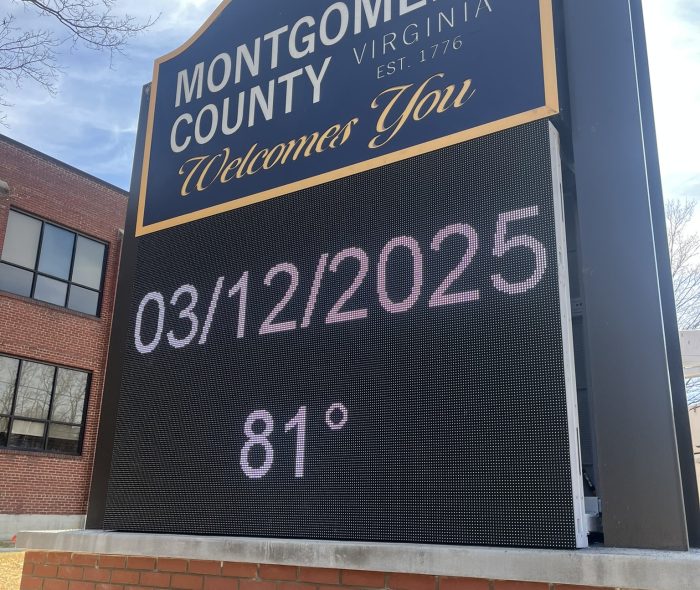 MONTGOME
COUNTY
VIRGINIA
EST. 1776
Welcomes You
03/12/2025
81°